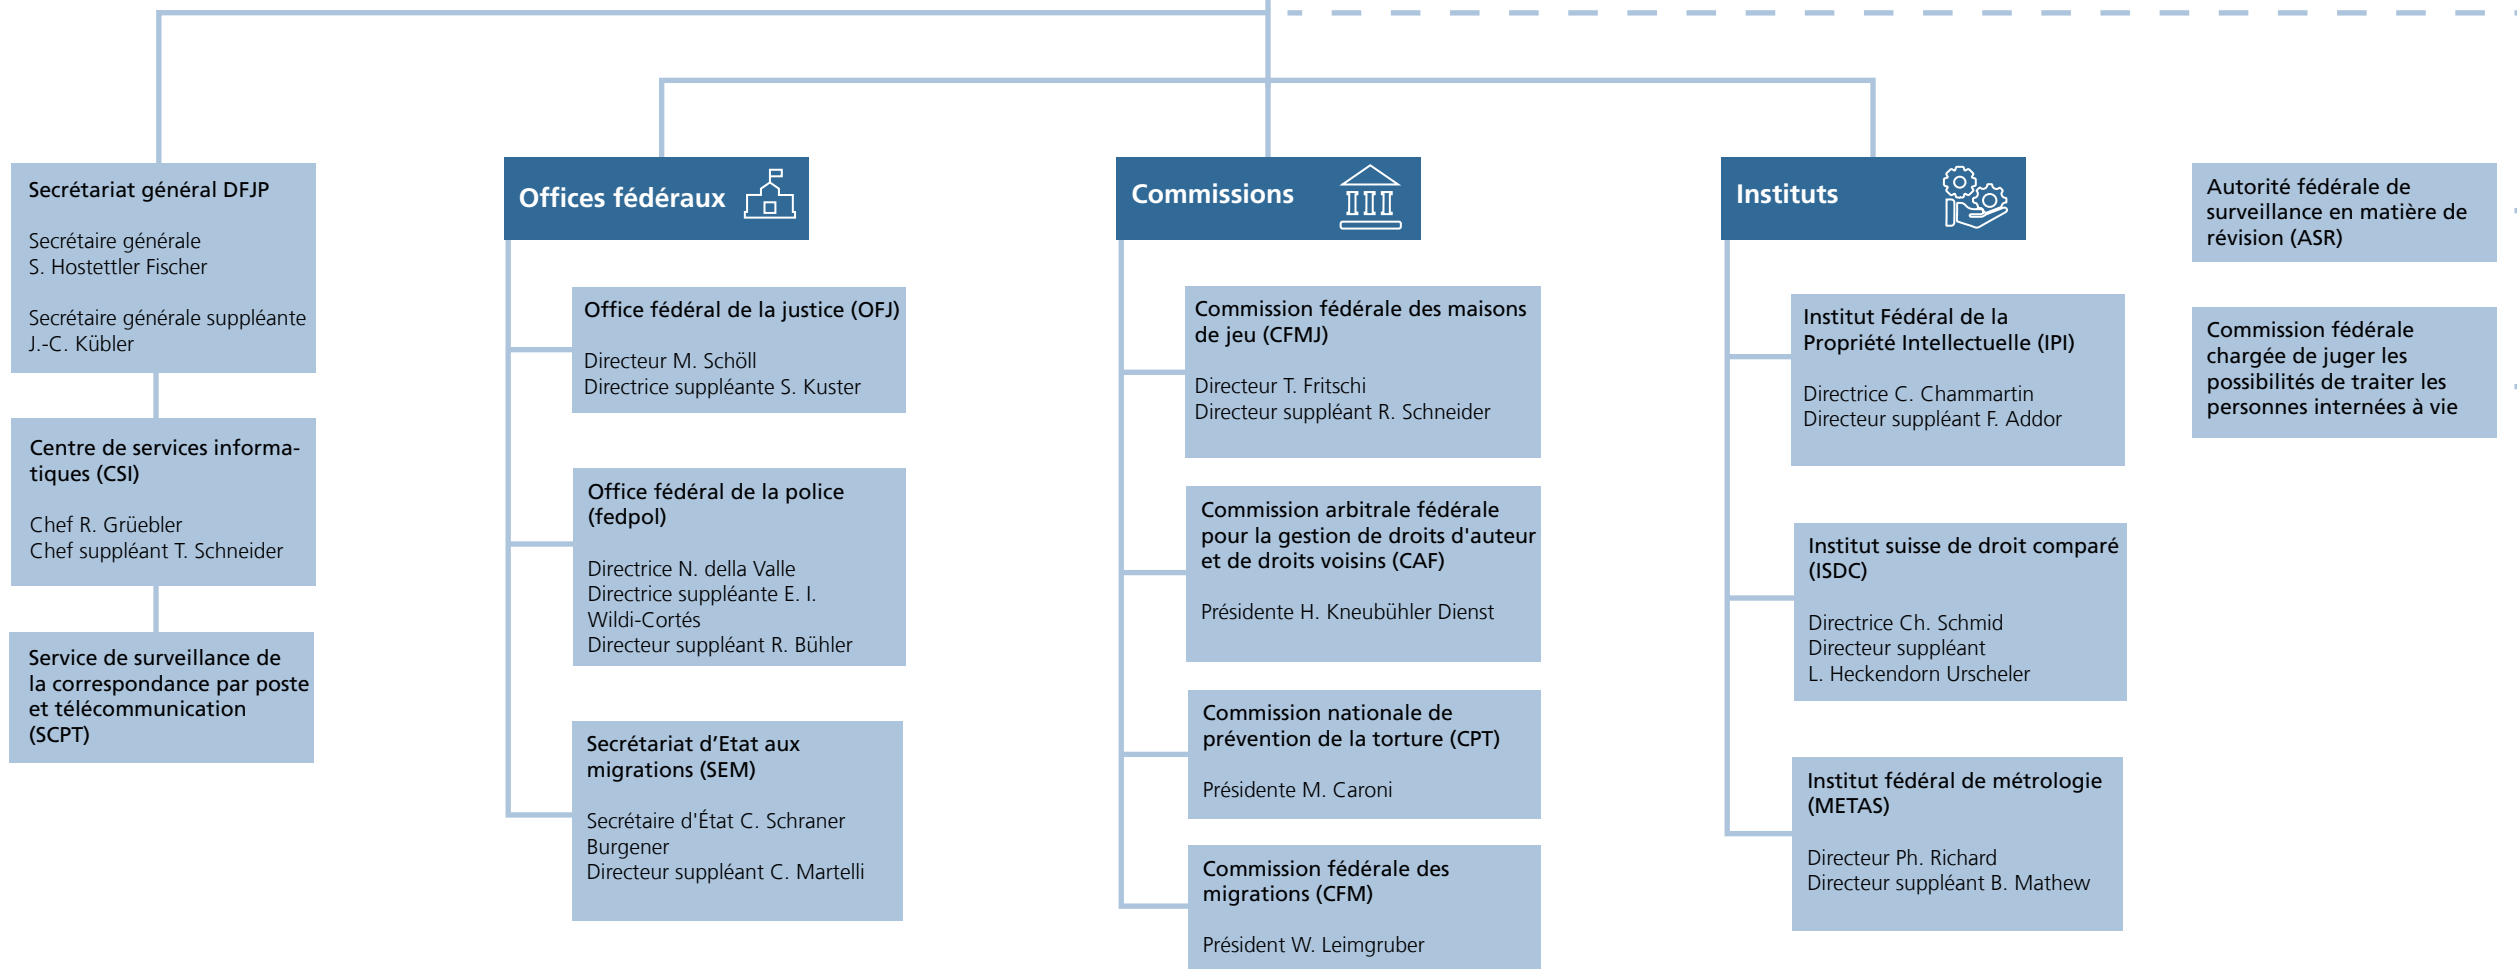 Secrétariat général DFJP
Secrétaire générale
S. Hostettler Fischer
Secrétaire générale suppléante
J.-C. Kübler
Centre de services informa-
tiques (CSI)
Chef R. Grüebler
Chef suppléant T. Schneider
Service de surveillance de
la correspondance par poste
et télécommunication
(SCPT)
Offices fédéraux
Office fédéral de la justice (OFJ)
Directeur M. Schöll
Directrice suppléante S. Kuster
Office fédéral de la police
(fedpol)
Directrice N. della Valle
Directrice suppléante E. I.
Wildi-Cortés
Directeur suppléant R. Bühler
Secrétariat d’Etat aux
migrations (SEM)
Secrétaire d'État C. Schraner
Burgener
Directeur suppléant C. Martelli
Commissions
Commission fédérale des maisons
de jeu (CFMJ)
Directeur T. Fritschi
Directeur suppléant R. Schneider
Commission arbitrale fédérale
pour la gestion de droits d'auteur
et de droits voisins (CAF)
Présidente H. Kneubühler Dienst
Commission nationale de
prévention de la torture (CPT)
Présidente M. Caroni
Commission fédérale des
migrations (CFM)
Président W. Leimgruber
Instituts
Institut Fédéral de la
Propriété Intellectuelle (IPI)
Directrice C. Chammartin
Directeur suppléant F. Addor
Institut suisse de droit comparé
(ISDC)
Directrice Ch. Schmid
Directeur suppléant
L. Heckendorn Urscheler
Institut fédéral de métrologie
(METAS)
Directeur Ph. Richard
Directeur suppléant B. Mathew
Autorité fédérale de
surveillance en matière de
révision (ASR)
Commission fédérale
chargée de juger les
possibilités de traiter les
personnes internées à vie